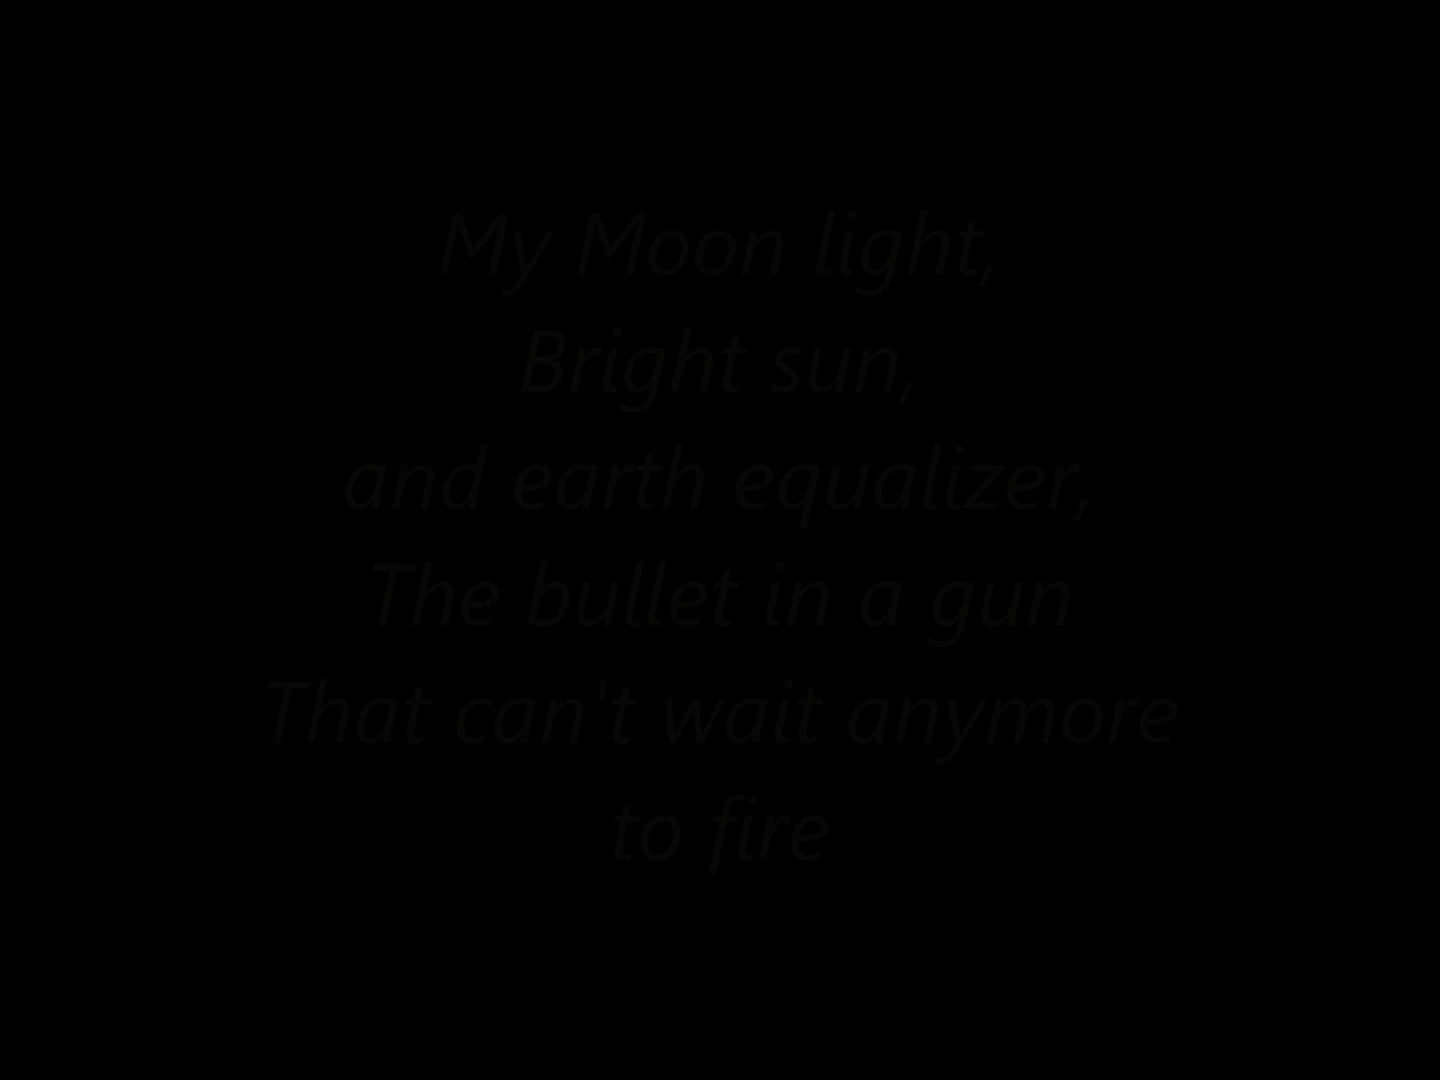 My Moon light,
Bright sun,
and earth equalizer,
The bullet in a gun
That can't wait anymore
to fire